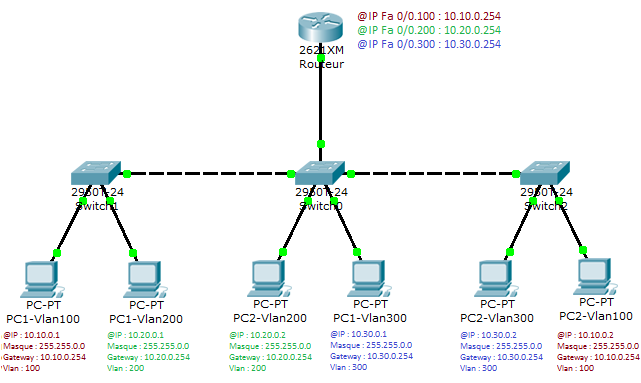 @IP Fa 0/0.100 : 10.10.0.254
@IP Fa 0/0.200 : 10.20.0.254
@IP Fa 0/0.300 : 10.30.0.254
2621XM
Routeur
2950T-24
Switch1
2950T-24
Switch0
2950T-24
Switch2
PC-PT
PC1-Vlan100
@IP : 10.10.0.1
Masque : 255.255.0.0
Gateway : 10.10.0.254
Vlan : 100
PC-PT
PC1-Vlan200
@IP : 10.20.0.1
Masque : 255.255.0.0
Gateway : 10.20.0.254
Vlan : 200
PC-PT
PC2-Vlan200
@IP : 10.20.0.2
Masque : 255.255.0.0
Gateway : 10.20.0.254
Vlan : 200
PC-PT
PC1-Vlan300
@IP : 10.30.0.1
Masque : 255.255.0.0
Gateway : 10.30.0.254
Vlan : 300
PC-PT
PC2-Vlan300
@IP : 10.30.0.2
Masque : 255.255.0.0
Gateway : 10.30.0.254
Vlan : 300
PC-PT
PC2-Vlan100
@IP : 10.10.0.2
Masque : 255.255.0.0
Gateway : 10.10.0.254
Vlan : 100